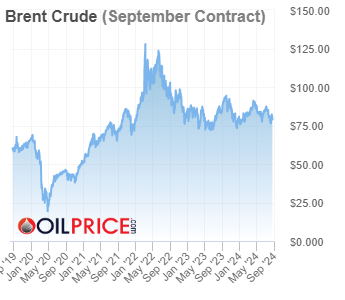 Brent Crude (September Contract)
$150.00
$125.00
$100.00
$75.00
$50.00
$25.00
$0.000
OILPRICE.com
Jan '20
May '20
Sep '20
Jan '21
May '21
Sep '21
Jan '22
May '22
Sep '22
Jan '23
May '23
Sep '23
Jan '24
May '24
Sep '24